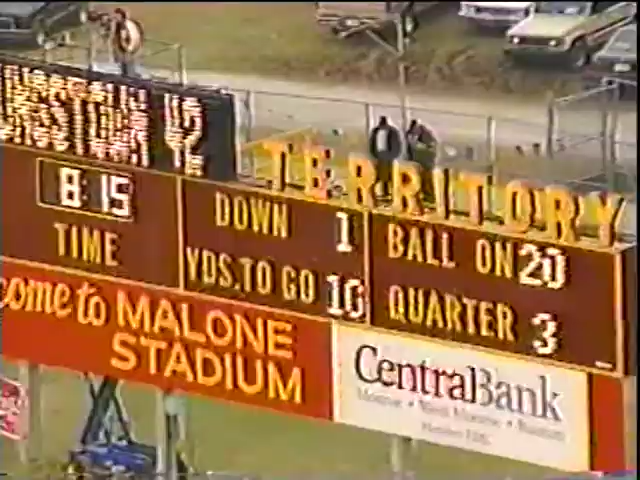 TERRITORY
8:15
TIME
DOWN 1
YDS.TO GO 10
BALL ON 20
QUARTER 3
come to MALONE
STADIUM
CentralBank